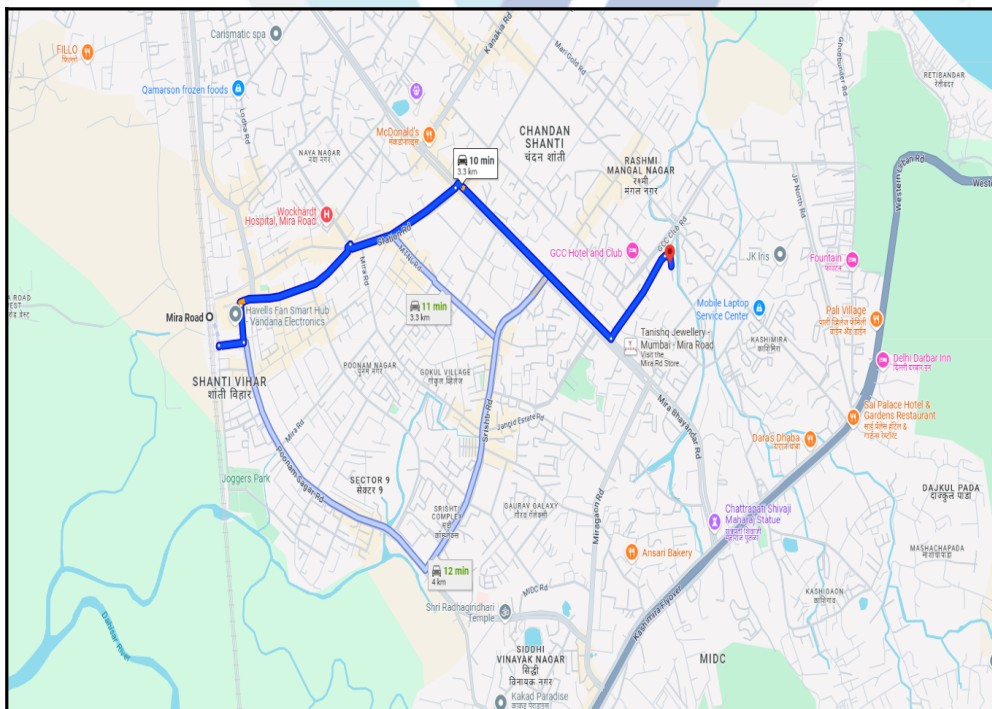 Carismatic spa
FILLO
Kanakia Rd
Mari Gold Rd
Ghodbunder Rd
RETIBANDAR
रेतीबंदर
Qamarson frozen foods
Lodha Rd
McDonald's
CHANDAN
SHANTI
चंदन शांती
NAYA NAGAR
नया नगर
10 min
3.3 km
RASHMI
MANGAL NAGAR
रश्मी
मंगल नगर
JP North Rd
Western Urban Rd
Wockhardt
Hospital, Mira Road
Station Rd
GCC Club Rd
GCC Hotel and Club
JK Iris
Fountain
Mira Rd
11 min
3.3 km
Mira Road
Havells Fan Smart Hub
- Vandana Electronics
Mobile Laptop
Service Center
Pali Village
KASHIMIRA
काशिमिरा
Tanishq Jewellery -
Mumbai - Mira Road
Visit the
Mira Rd Store
Delhi Darbar Inn
POONAM NAGAR
पूनम नगर
GOKUL VILLAGE
गोकुल व्हिलेज
SHANTI VIHAR
शांती विहार
Srishti Rd
Jangid Estate Rd
Mira Bhayandar Rd
Sai Palace Hotel &
Gardens Restaurant
Mira Rd
Daras Dhaba
Joggers Park
Poonam Sagar Rd
SECTOR 9
सेक्टर 9
SRISHTI
COMPLEX
GAURAV GALAXY
गौरव गॅलेक्सी
Miragaon Rd
Chattrapati Shivaji
Maharaj Statue
DAJKUL PADA
दाजकुल पाडा
Ansari Bakery
MASHACHAPADA
12 min
4 km
MIDC Rd
Kashimira Flyover
KASHIGAON
काशिगाव
Shri Radhagiridhari
Temple
Dahisar River
SIDDHI
VINAYAK NAGAR
सिद्धी
विनायक नगर
MIDC
Kakad Paradise